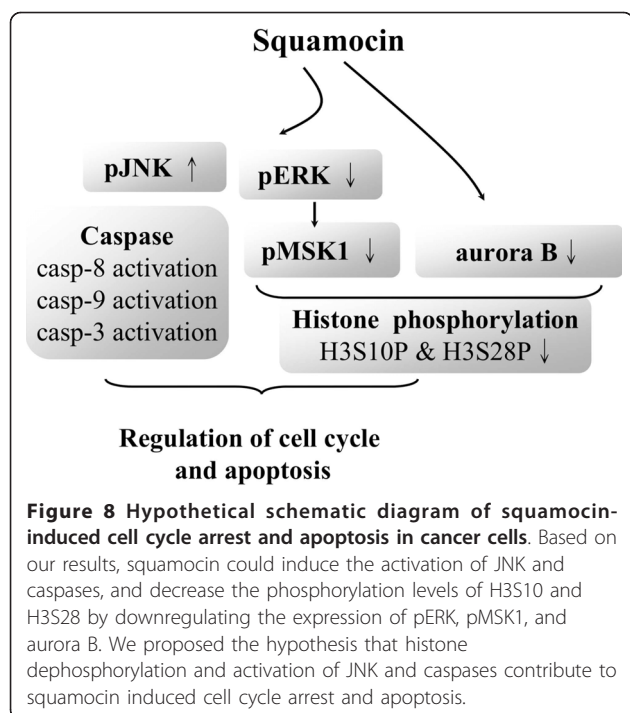 Squamocin
pJNK ↑
pERK ↓
Caspase
casp-8 activation
casp-9 activation
casp-3 activation
pMSK1 ↓
aurora B ↓
Histone phosphorylation
H3S10P & H3S28P ↓
Regulation of cell cycle
and apoptosis
Figure 8 Hypothetical schematic diagram of squamocin-
induced cell cycle arrest and apoptosis in cancer cells. Based on
our results, squamocin could induce the activation of JNK and
caspases, and decrease the phosphorylation levels of H3S10 and
H3S28 by downregulating the expression of pERK, pMSK1, and
aurora B. We proposed the hypothesis that histone
dephosphorylation and activation of JNK and caspases contribute to
squamocin induced cell cycle arrest and apoptosis.